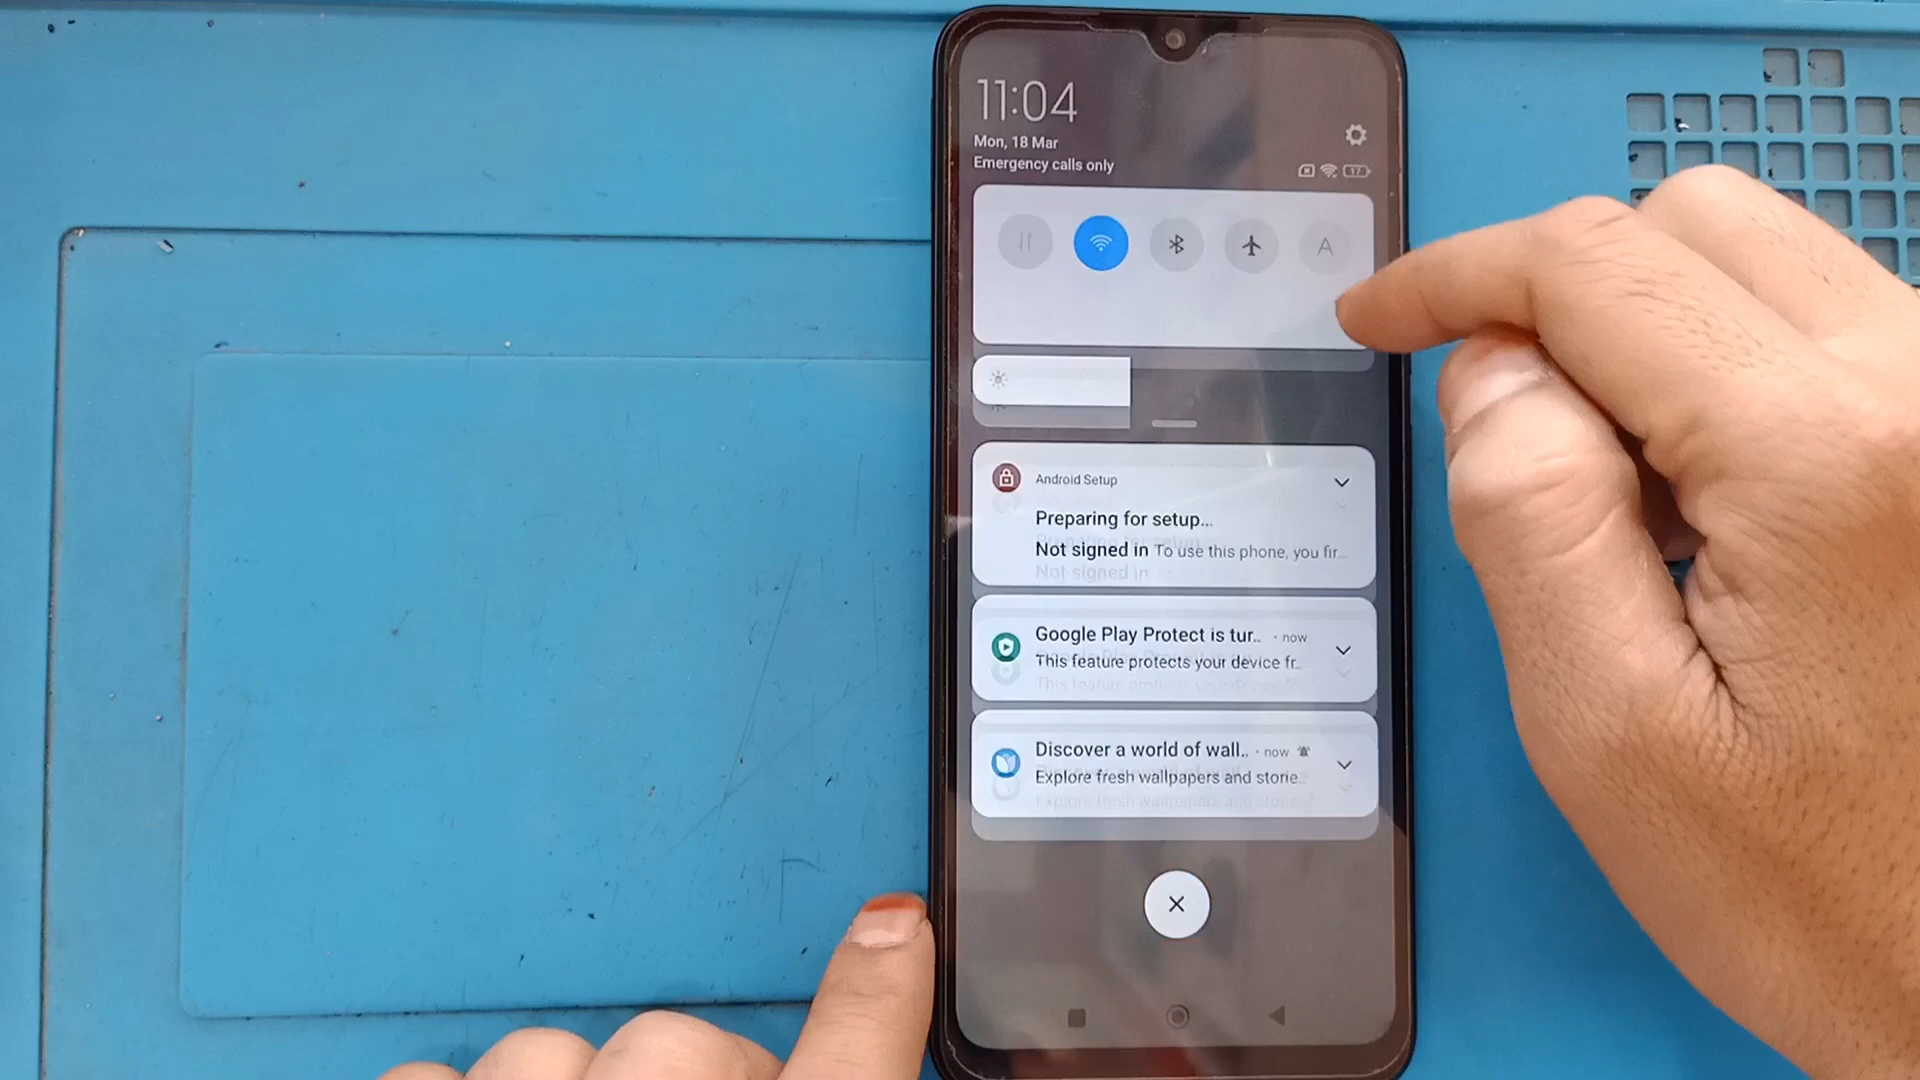 11:04
Mon, 18 Mar
Emergency calls only
17
A
Android Setup
Preparing for setup...
Not signed in To use this phone, you fir...
Google Play Protect is tur.. • now
This feature protects your device fr..
Discover a world of wall.. • now
Explore fresh wallpapers and storie..